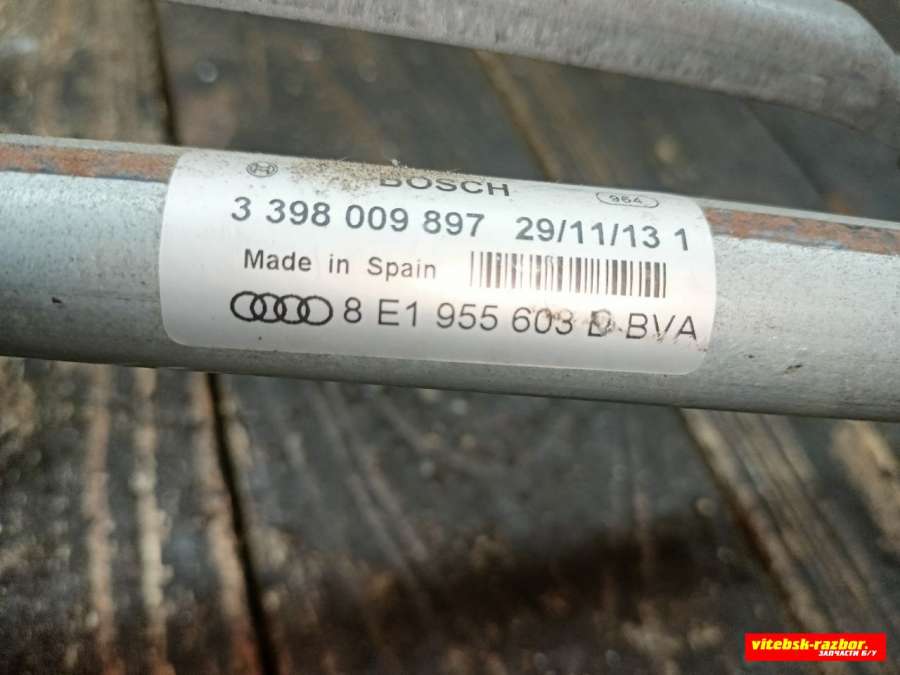 BOSCH 964
3 398 009 897 29/11/13 1
Made in Spain
8 E1 955 603 D BVA
vitebsk-razbor.
ЗАПЧАСТИ Б/У